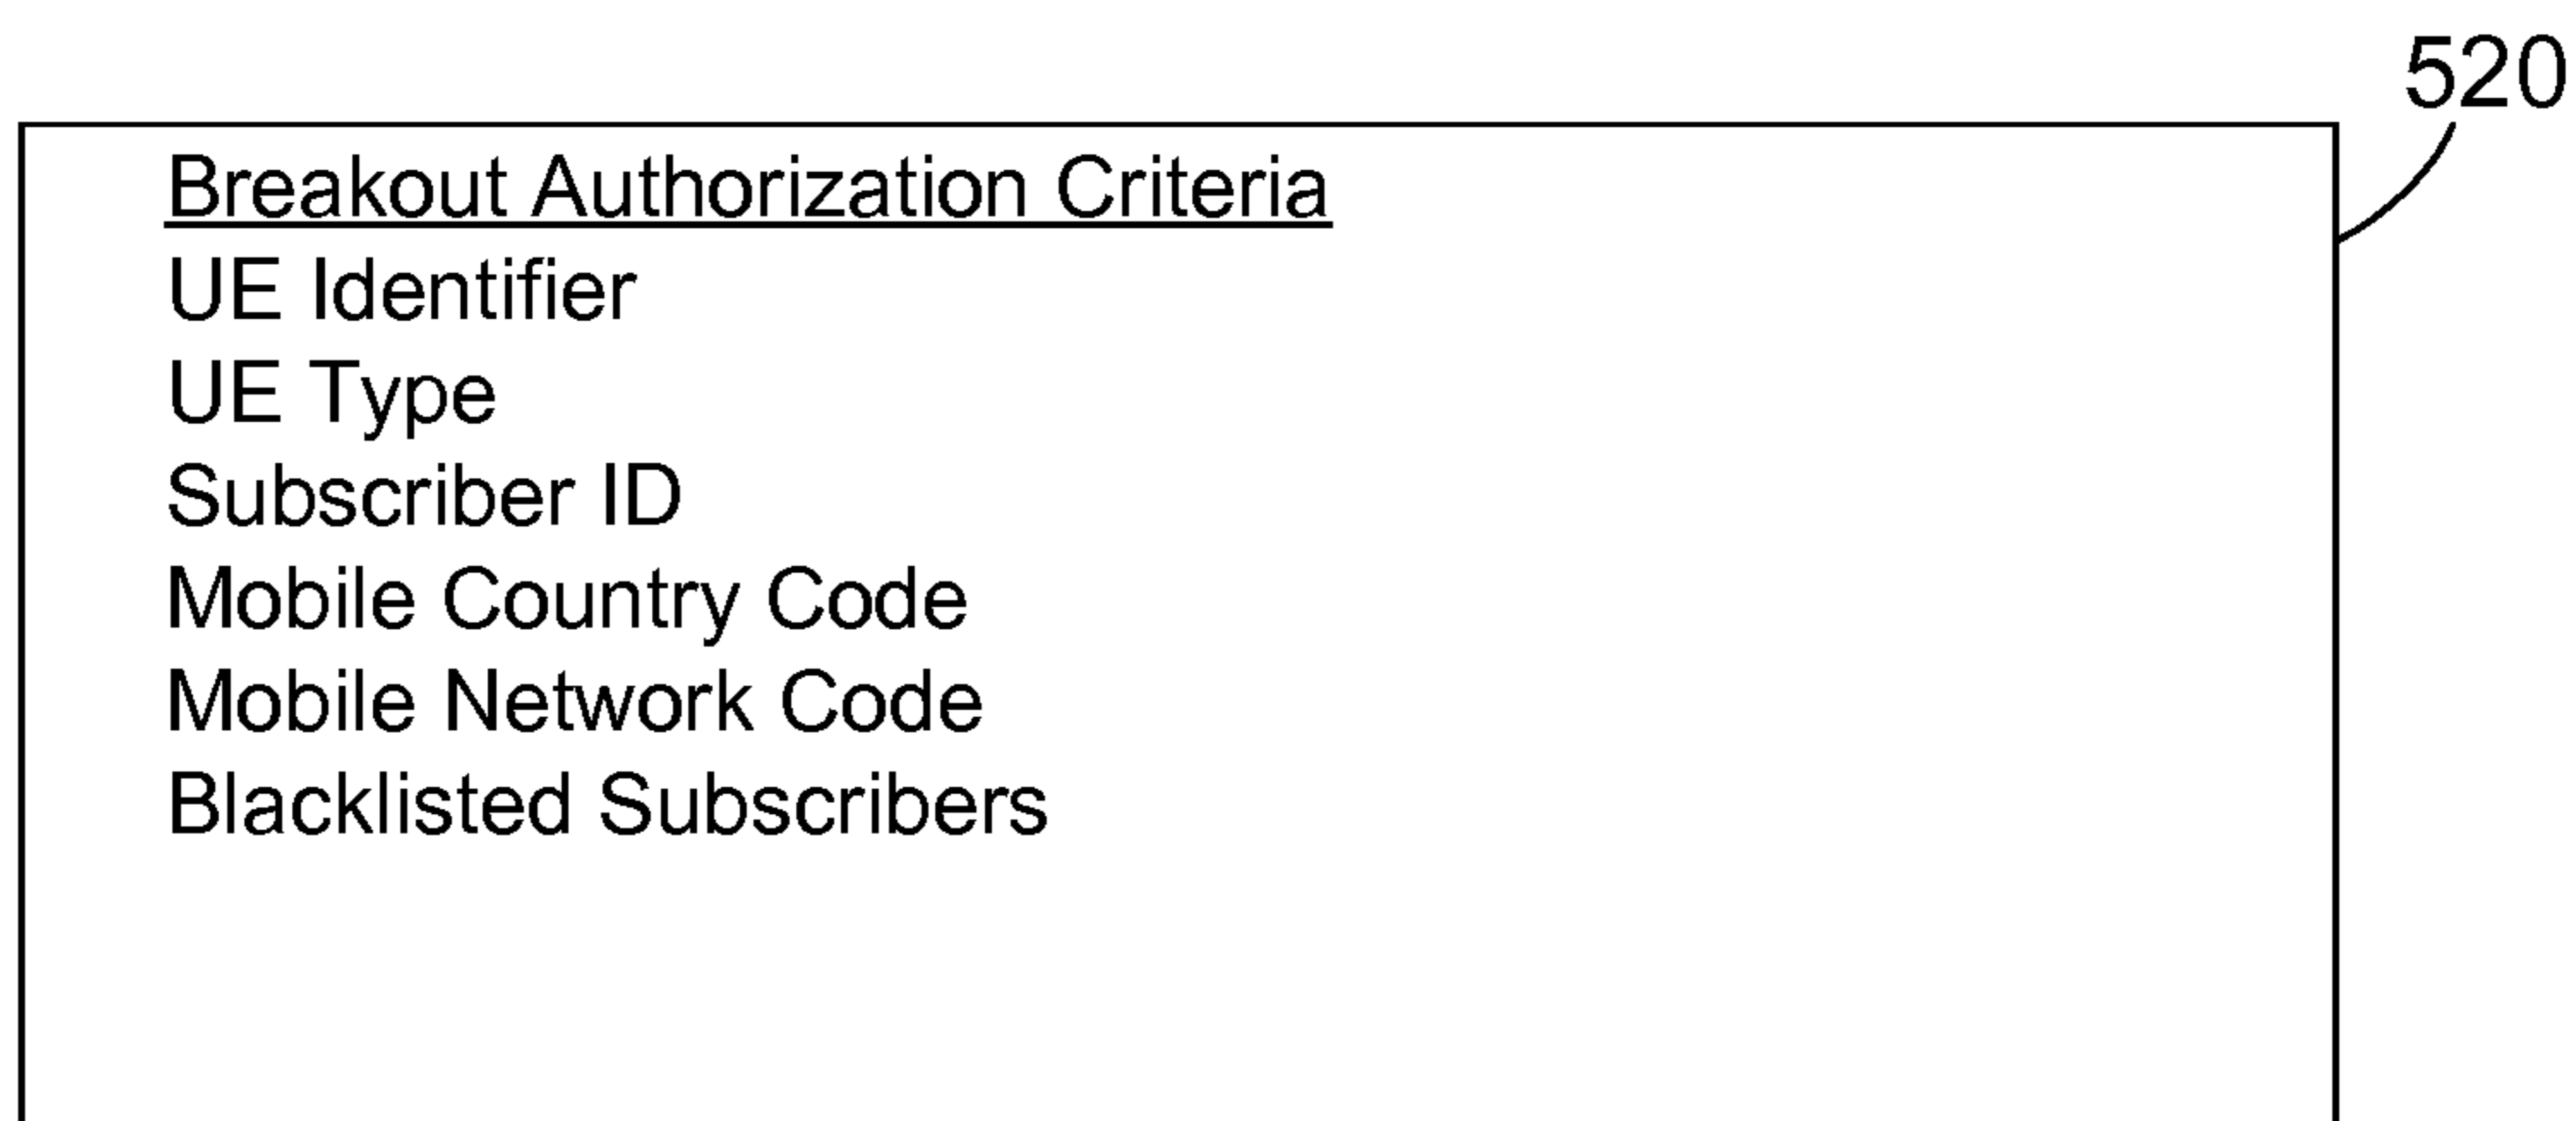 520
Breakout Authorization Criteria
UE Identifier
UE Type
Subscriber ID
Mobile Country Code
Mobile Network Code
Blacklisted Subscribers